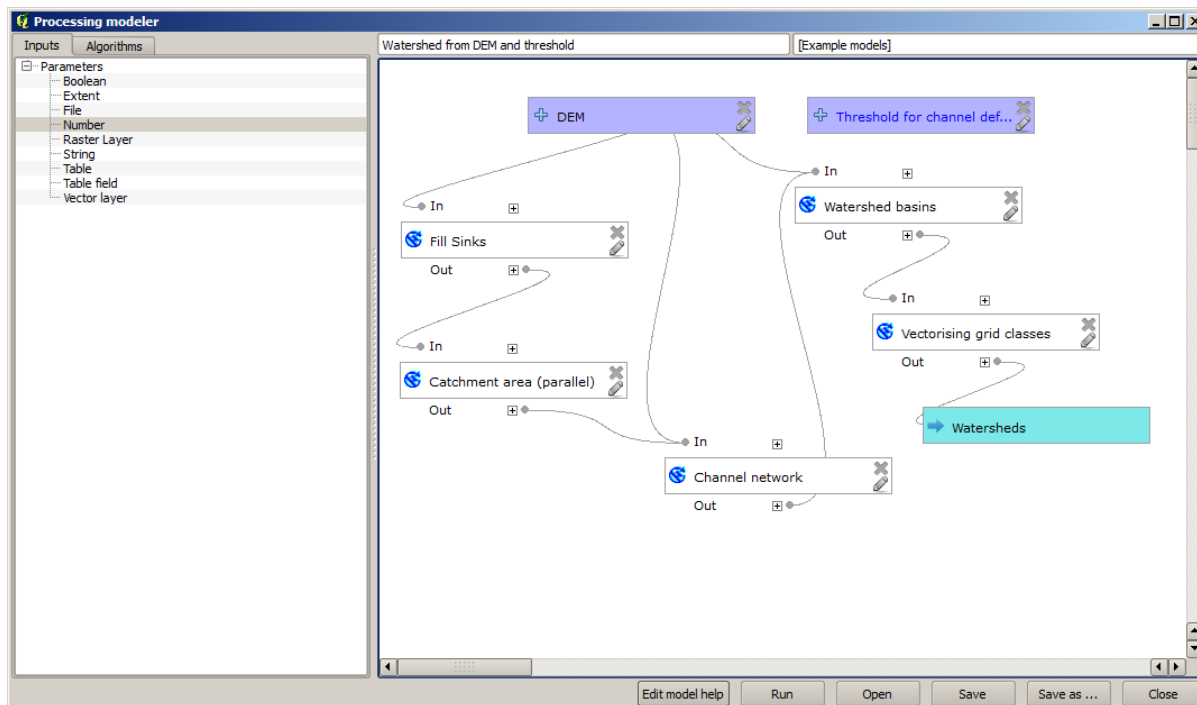 Processing modeler
Inputs
Algorithms
Parameters
Boolean
Extent
File
Number
Raster Layer
String
Table
Table field
Vector layer
Watershed from DEM and threshold
[Example models]
DEM
Threshold for channel def...
In
Watershed basins
Out
In
Fill Sinks
Out
In
Vectorising grid classes
Out
In
Catchment area (parallel)
Out
Watersheds
In
Channel network
Out
Edit model help
Run
Open
Save
Save as ...
Close